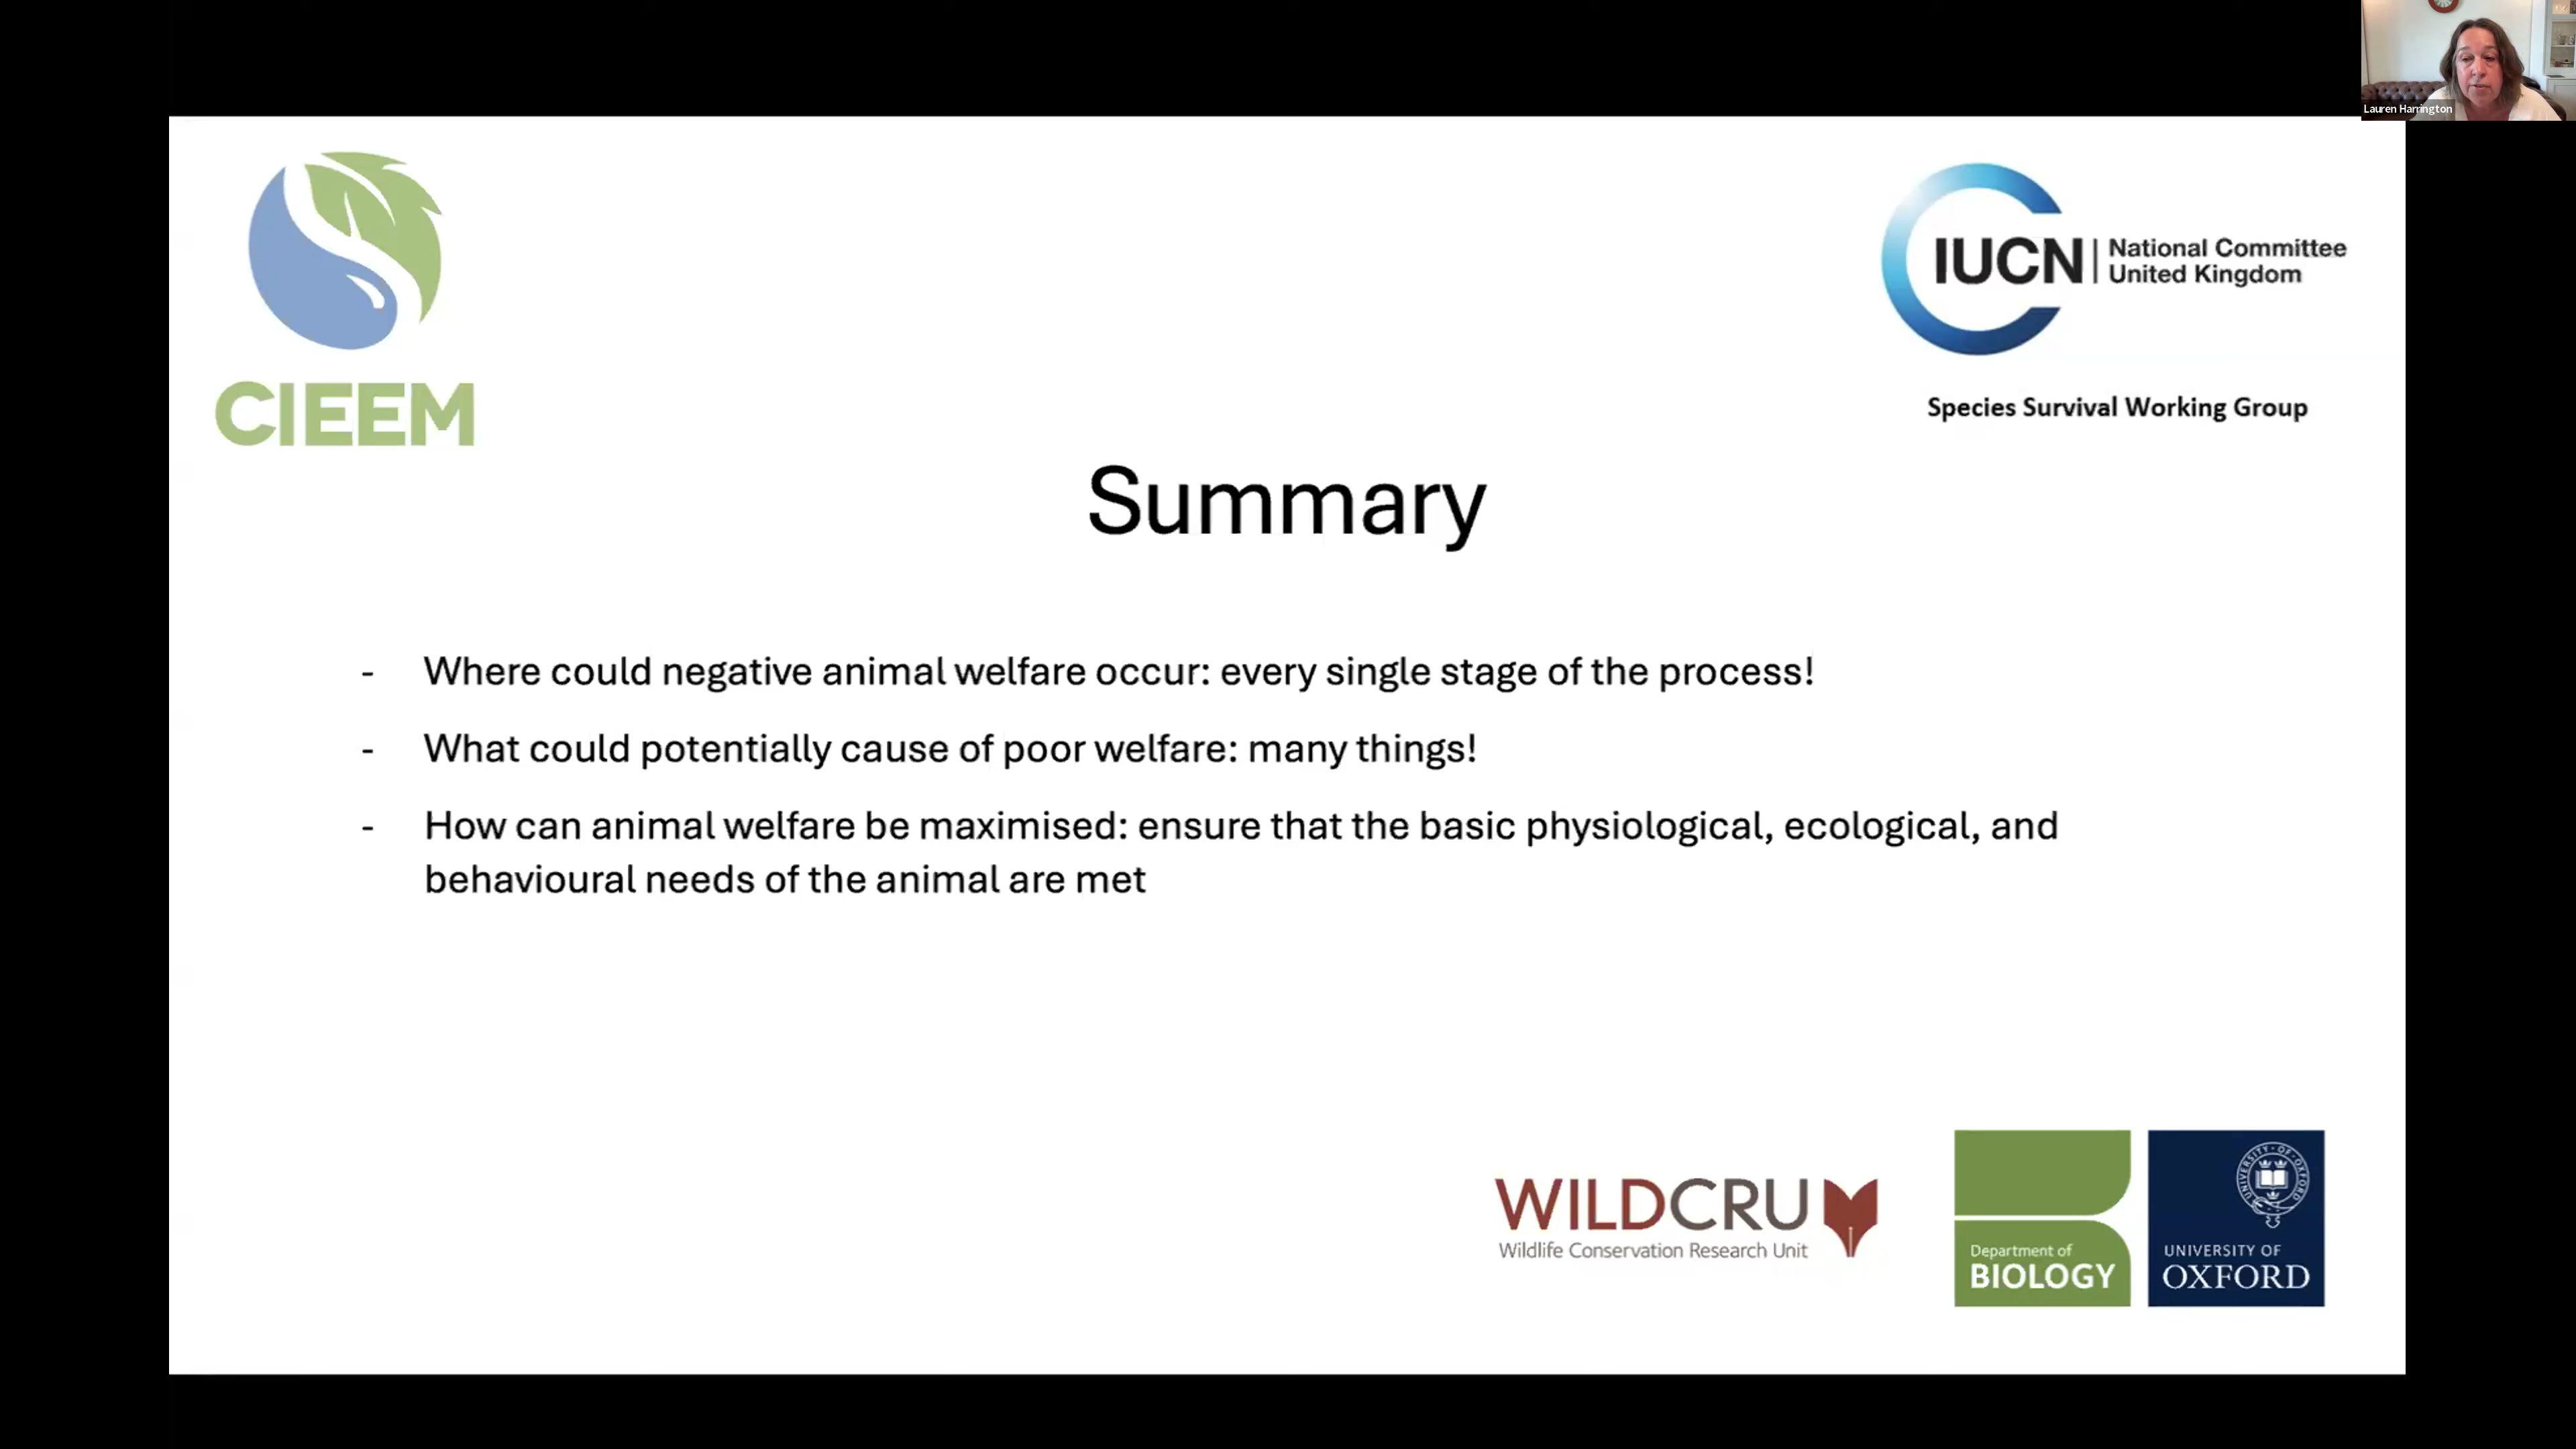 Lauren Harrington
CIEEM
IUCN | National Committee
United Kingdom
Species Survival Working Group
Summary
- Where could negative animal welfare occur: every single stage of the process!
- What could potentially cause of poor welfare: many things!
- How can animal welfare be maximised: ensure that the basic physiological, ecological, and
behavioural needs of the animal are met
WILDCRU
Wildlife Conservation Research Unit
Department of
BIOLOGY
UNIVERSITY OF OXFORD
UNIVERSITY OF
OXFORD